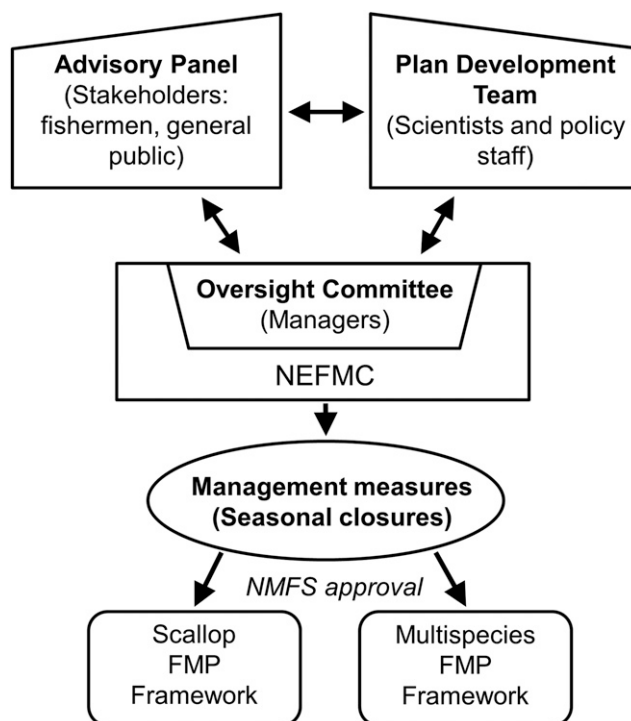 Advisory Panel
(Stakeholders:
fishermen, general
public)
Plan Development
Team
(Scientists and policy
staff)
Oversight Committee
(Managers)
NEFMC
Management measures
(Seasonal closures)
NMFS approval
Scallop
FMP
Framework
Multispecies
FMP
Framework